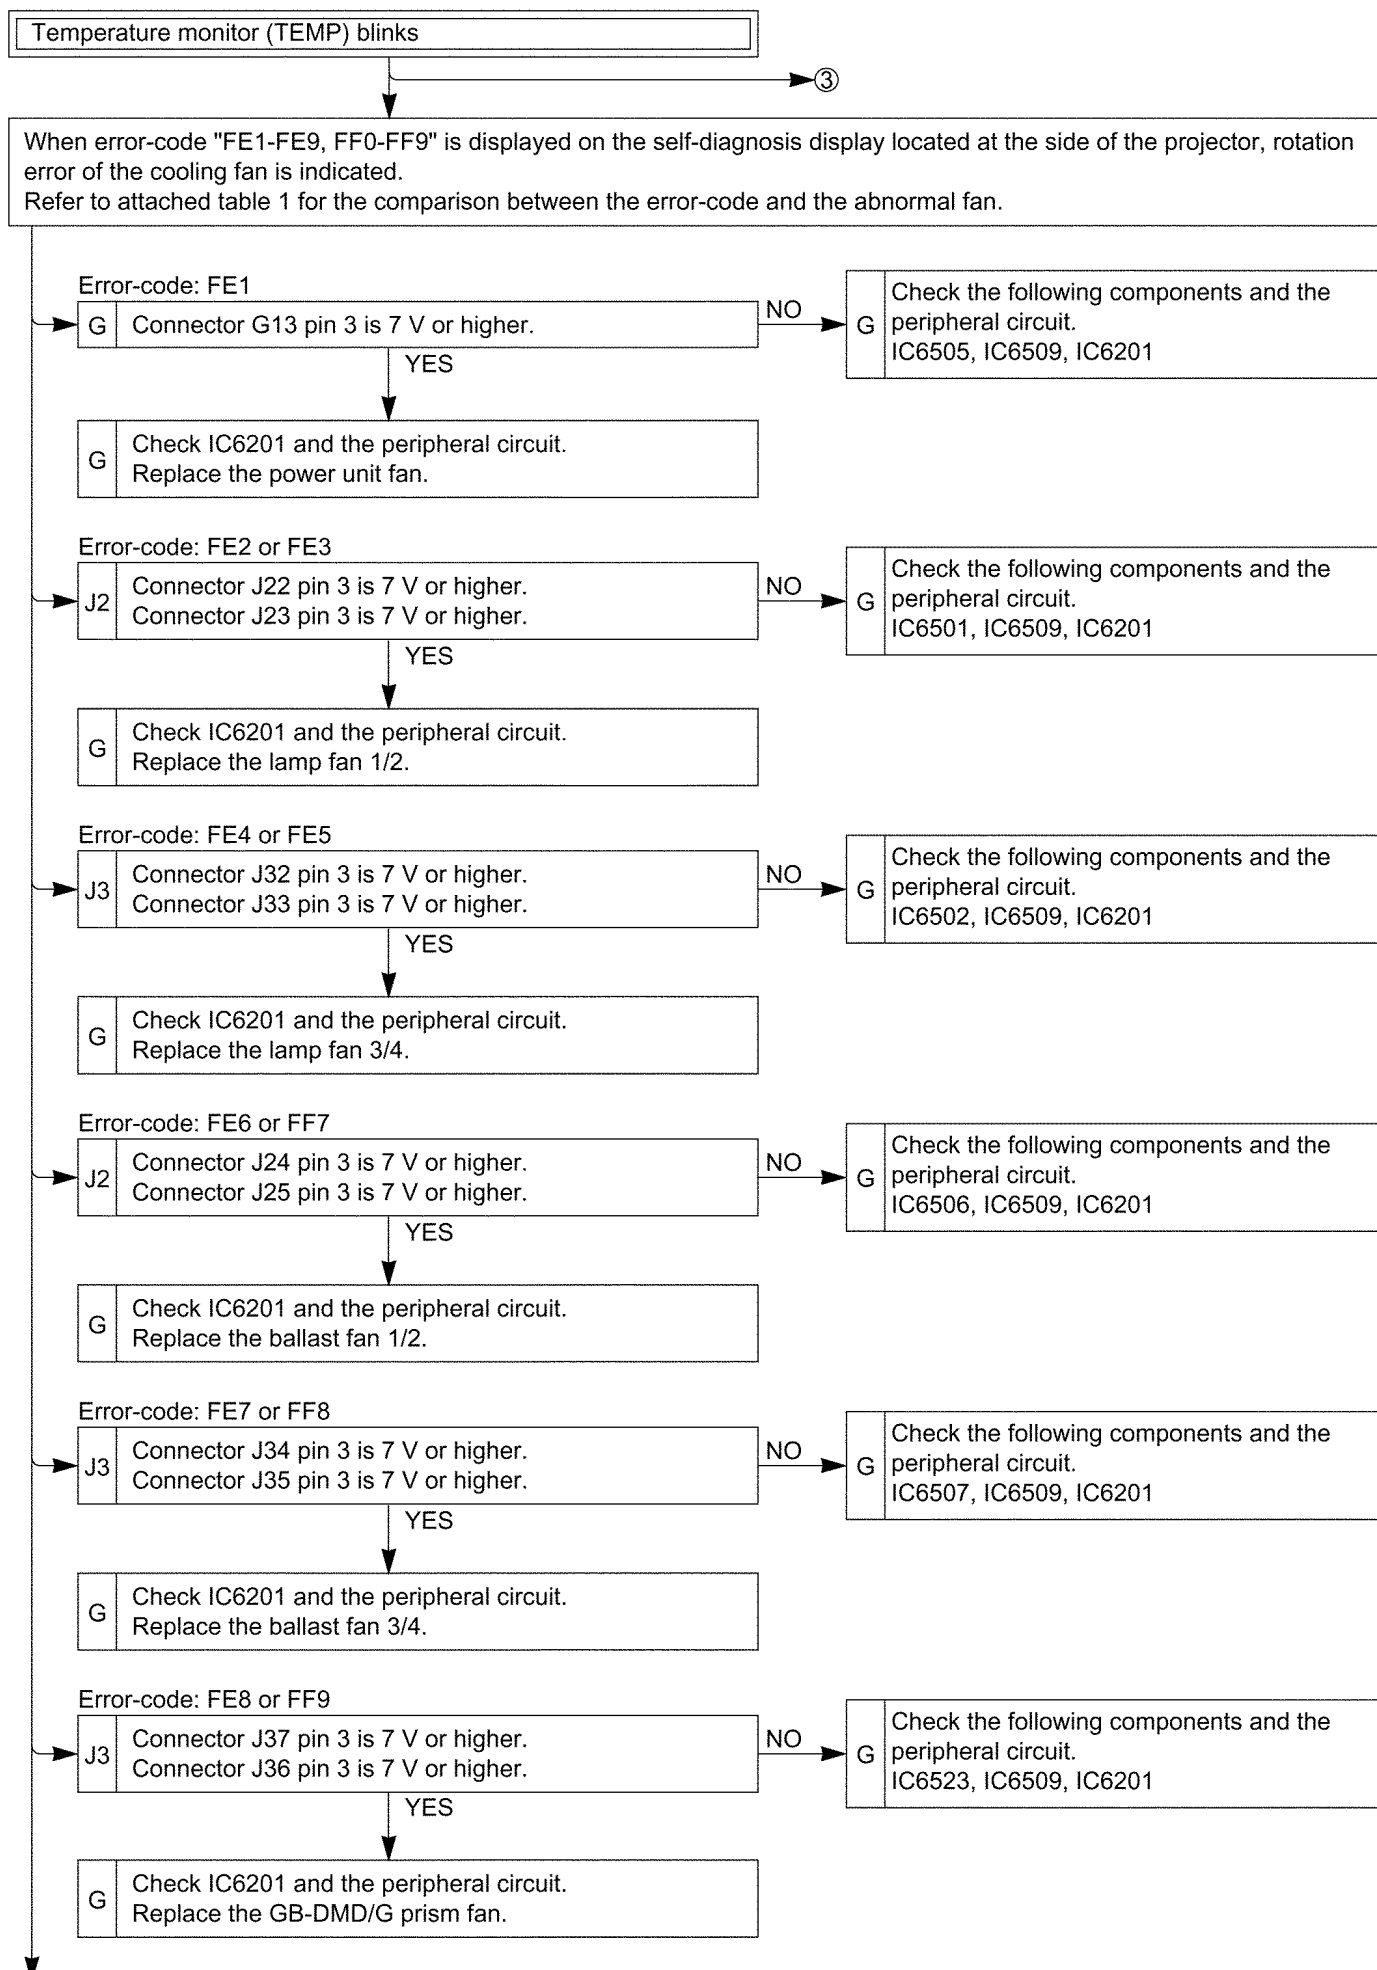 Temperature monitor (TEMP) blinks
③
When error-code "FE1-FE9, FF0-FF9" is displayed on the self-diagnosis display located at the side of the projector, rotation
error of the cooling fan is indicated.
Refer to attached table 1 for the comparison between the error-code and the abnormal fan.
Error-code: FE1
G
Connector G13 pin 3 is 7 V or higher.
NO
G
Check the following components and the
peripheral circuit.
IC6505, IC6509, IC6201
YES
G
Check IC6201 and the peripheral circuit.
Replace the power unit fan.
Error-code: FE2 or FE3
J2
Connector J22 pin 3 is 7 V or higher.
Connector J23 pin 3 is 7 V or higher.
NO
G
Check the following components and the
peripheral circuit.
IC6501, IC6509, IC6201
YES
G
Check IC6201 and the peripheral circuit.
Replace the lamp fan 1/2.
Error-code: FE4 or FE5
J3
Connector J32 pin 3 is 7 V or higher.
Connector J33 pin 3 is 7 V or higher.
NO
G
Check the following components and the
peripheral circuit.
IC6502, IC6509, IC6201
YES
G
Check IC6201 and the peripheral circuit.
Replace the lamp fan 3/4.
Error-code: FE6 or FF7
J2
Connector J24 pin 3 is 7 V or higher.
Connector J25 pin 3 is 7 V or higher.
NO
G
Check the following components and the
peripheral circuit.
IC6506, IC6509, IC6201
YES
G
Check IC6201 and the peripheral circuit.
Replace the ballast fan 1/2.
Error-code: FE7 or FF8
J3
Connector J34 pin 3 is 7 V or higher.
Connector J35 pin 3 is 7 V or higher.
NO
G
Check the following components and the
peripheral circuit.
IC6507, IC6509, IC6201
YES
G
Check IC6201 and the peripheral circuit.
Replace the ballast fan 3/4.
Error-code: FE8 or FF9
J3
Connector J37 pin 3 is 7 V or higher.
Connector J36 pin 3 is 7 V or higher.
NO
G
Check the following components and the
peripheral circuit.
IC6523, IC6509, IC6201
YES
G
Check IC6201 and the peripheral circuit.
Replace the GB-DMD/G prism fan.